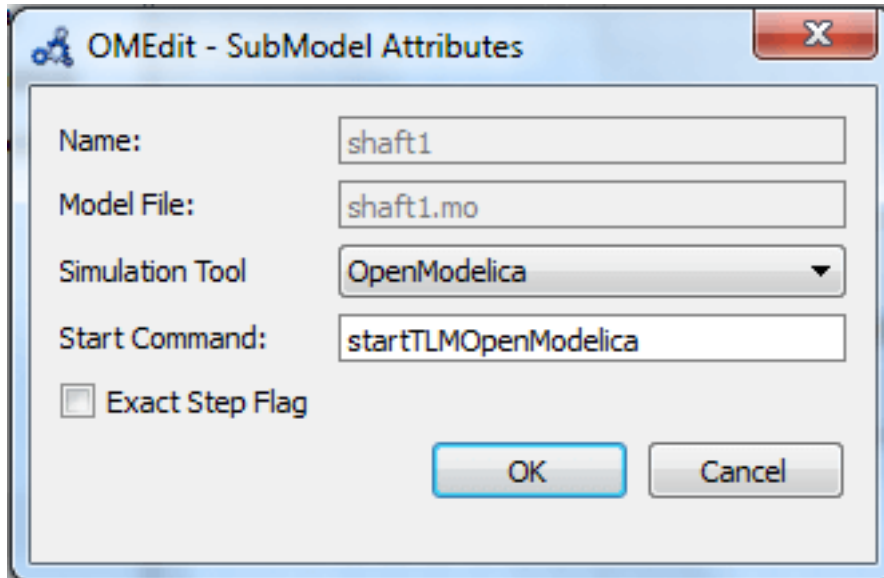 OMEdit - SubModel Attributes
Name: shaft1
Model File: shaft1.mo
Simulation Tool OpenModelica
Start Command: startTLMOpenModelica
Exact Step Flag
OK Cancel